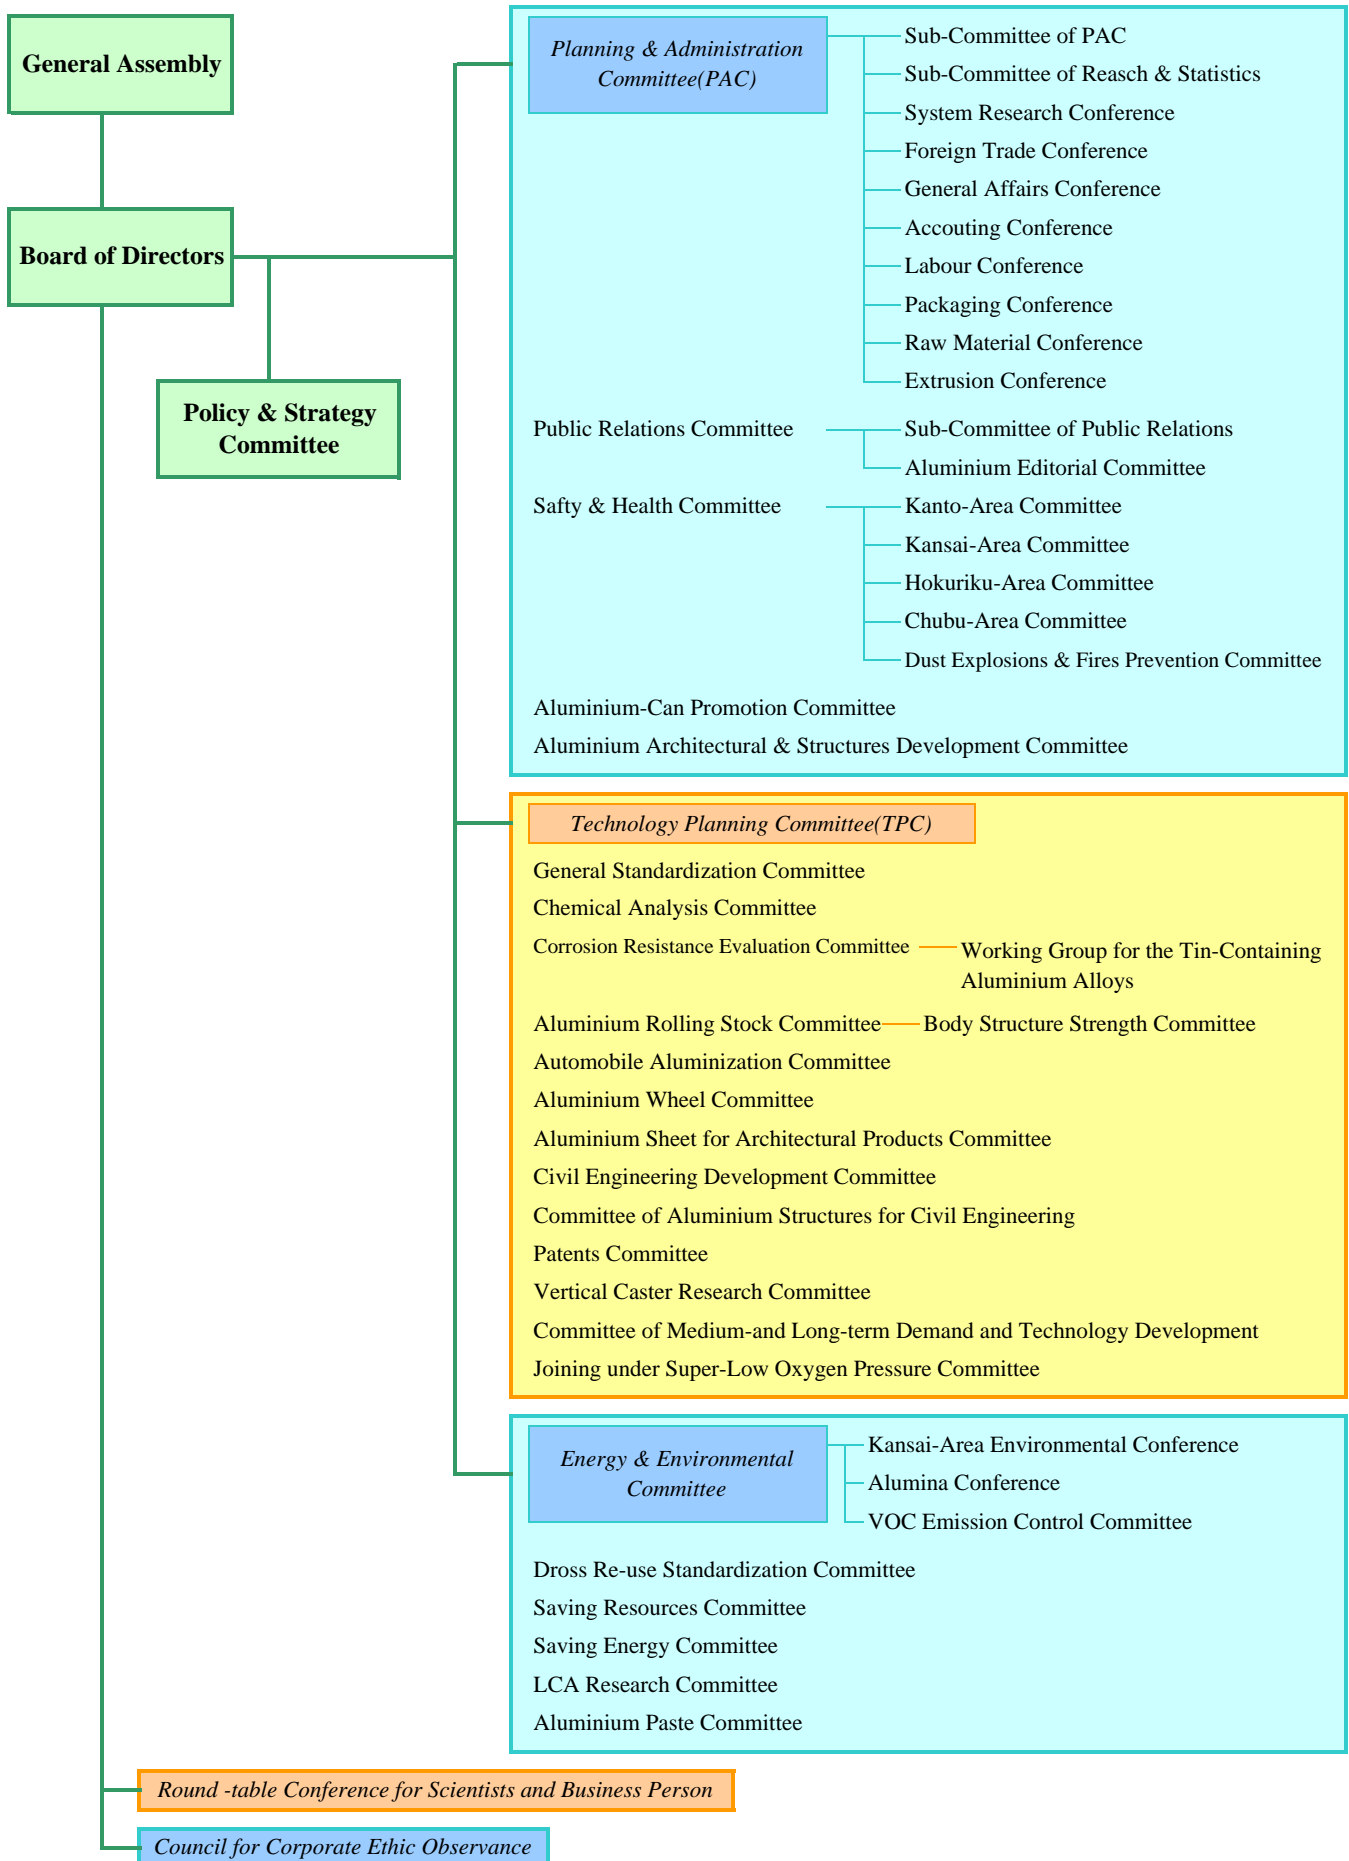 General Assembly
Board of Directors
Policy & Strategy
Committee
Planning & Administration
Committee(PAC)
Sub-Committee of PAC
Sub-Committee of Reasch & Statistics
System Research Conference
Foreign Trade Conference
General Affairs Conference
Accouting Conference
Labour Conference
Packaging Conference
Raw Material Conference
Extrusion Conference
Public Relations Committee
Sub-Committee of Public Relations
Aluminium Editorial Committee
Safty & Health Committee
Kanto-Area Committee
Kansai-Area Committee
Hokuriku-Area Committee
Chubu-Area Committee
Dust Explosions & Fires Prevention Committee
Aluminium-Can Promotion Committee
Aluminium Architectural & Structures Development Committee
Technology Planning Committee(TPC)
General Standardization Committee
Chemical Analysis Committee
Corrosion Resistance Evaluation Committee
Working Group for the Tin-Containing
Aluminium Alloys
Aluminium Rolling Stock Committee
Body Structure Strength Committee
Automobile Aluminization Committee
Aluminium Wheel Committee
Aluminium Sheet for Architectural Products Committee
Civil Engineering Development Committee
Committee of Aluminium Structures for Civil Engineering
Patents Committee
Vertical Caster Research Committee
Committee of Medium-and Long-term Demand and Technology Development
Joining under Super-Low Oxygen Pressure Committee
Energy & Environmental
Committee
Kansai-Area Environmental Conference
Alumina Conference
VOC Emission Control Committee
Dross Re-use Standardization Committee
Saving Resources Committee
Saving Energy Committee
LCA Research Committee
Aluminium Paste Committee
Round -table Conference for Scientists and Business Person
Council for Corporate Ethic Observance